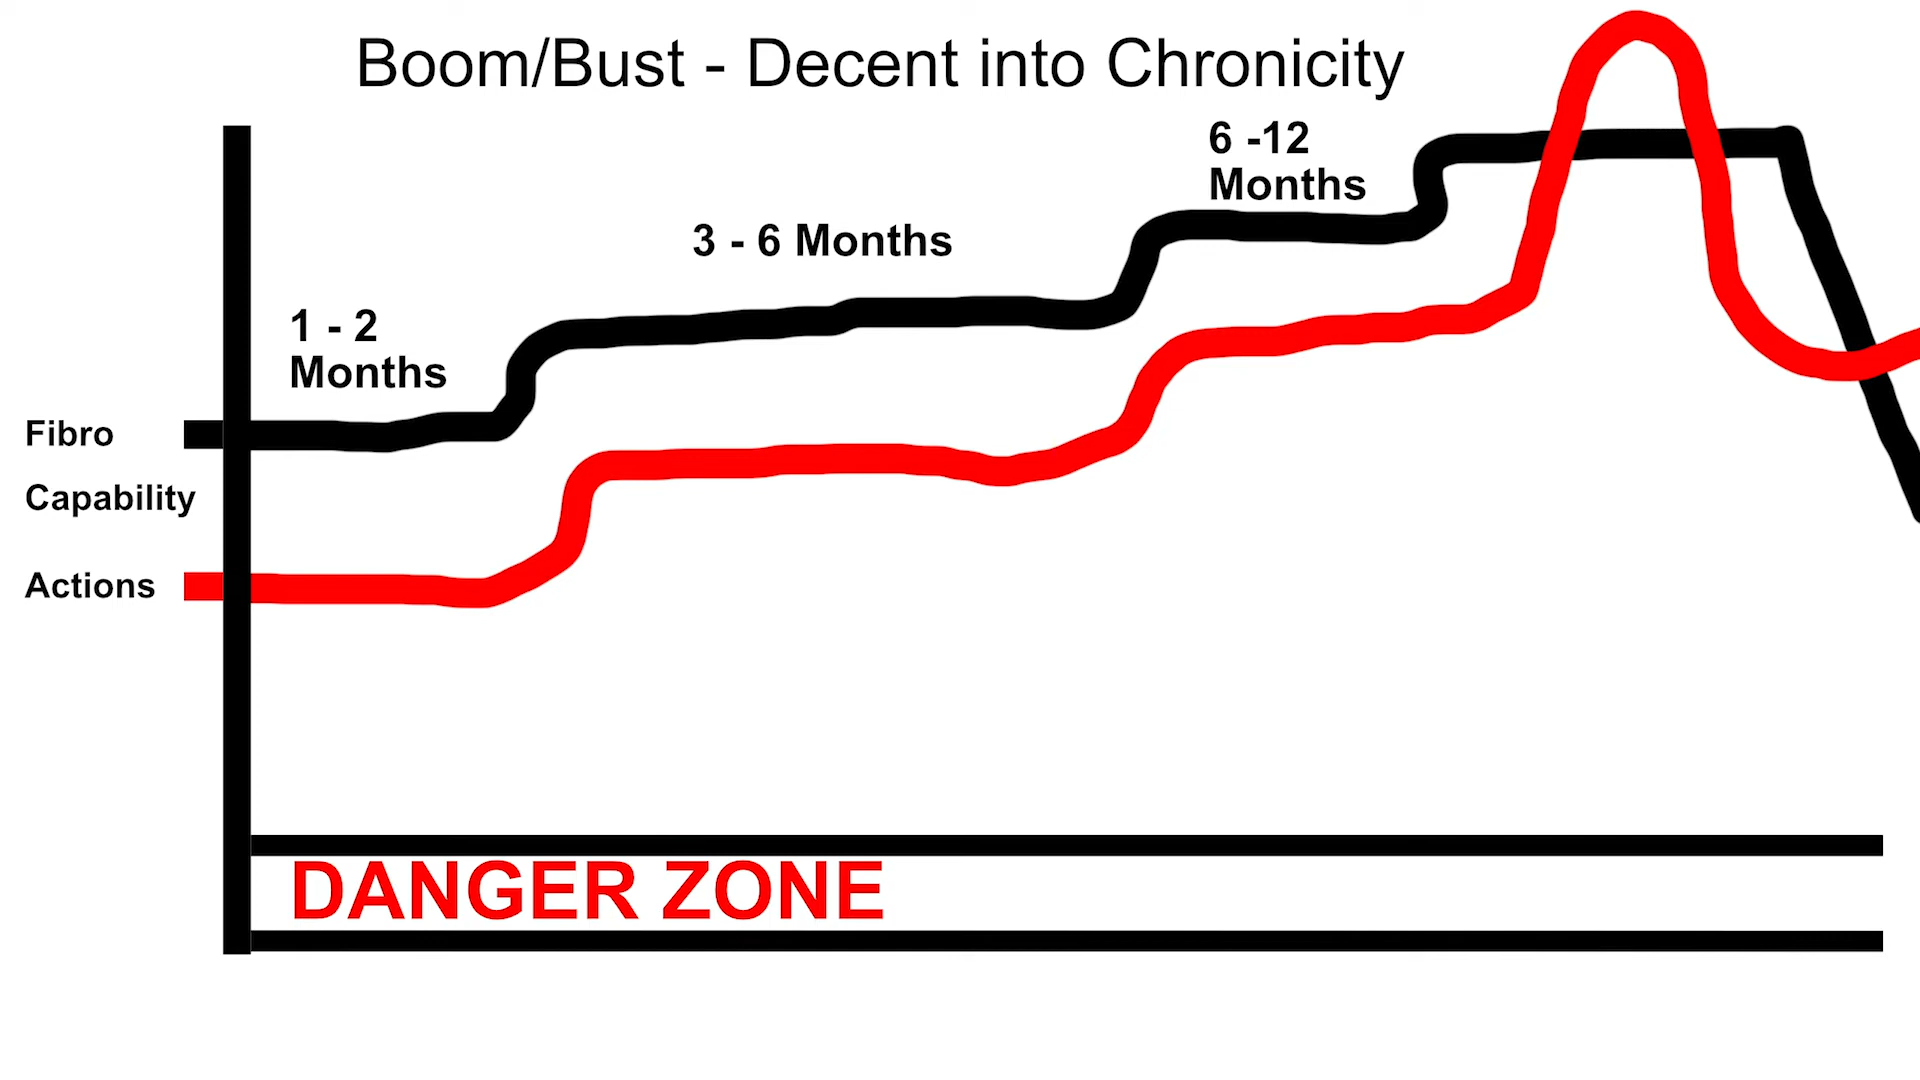 Boom/Bust - Decent into Chronicity
6 -12
Months
3 - 6 Months
1 - 2
Months
Fibro
Capability
Actions
DANGER ZONE